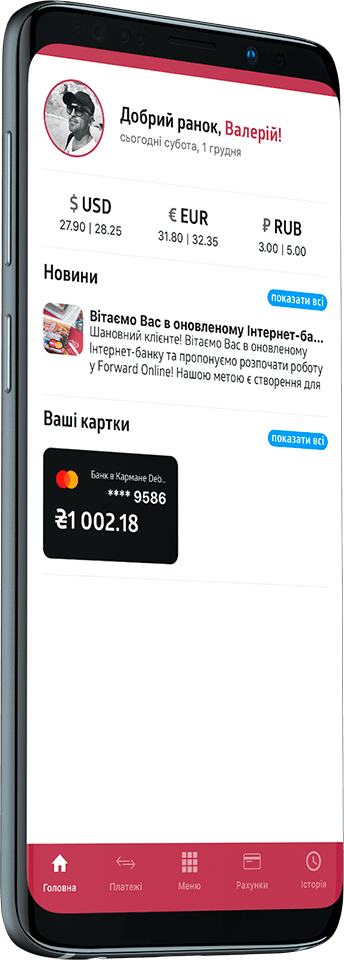 Добрий ранок, Валерій!
сьогодні субота, 1 грудня
$ USD
27.90 | 28.25
€ EUR
31.80 | 32.35
₽ RUB
3.00 | 5.00
Новини
показати всі
Вітаємо Вас в оновленому Інтернет-ба...
Шановний клієнте! Вітаємо Вас в оновленому
Інтернет-банку та пропонуємо розпочати роботу
у Forward Online! Нашою метою є створення для
Ваші картки
показати всі
Банк в Кармане Deb...
**** 9586
₴1 002.18
Головна
Платежі
Меню
Рахунки
Історія